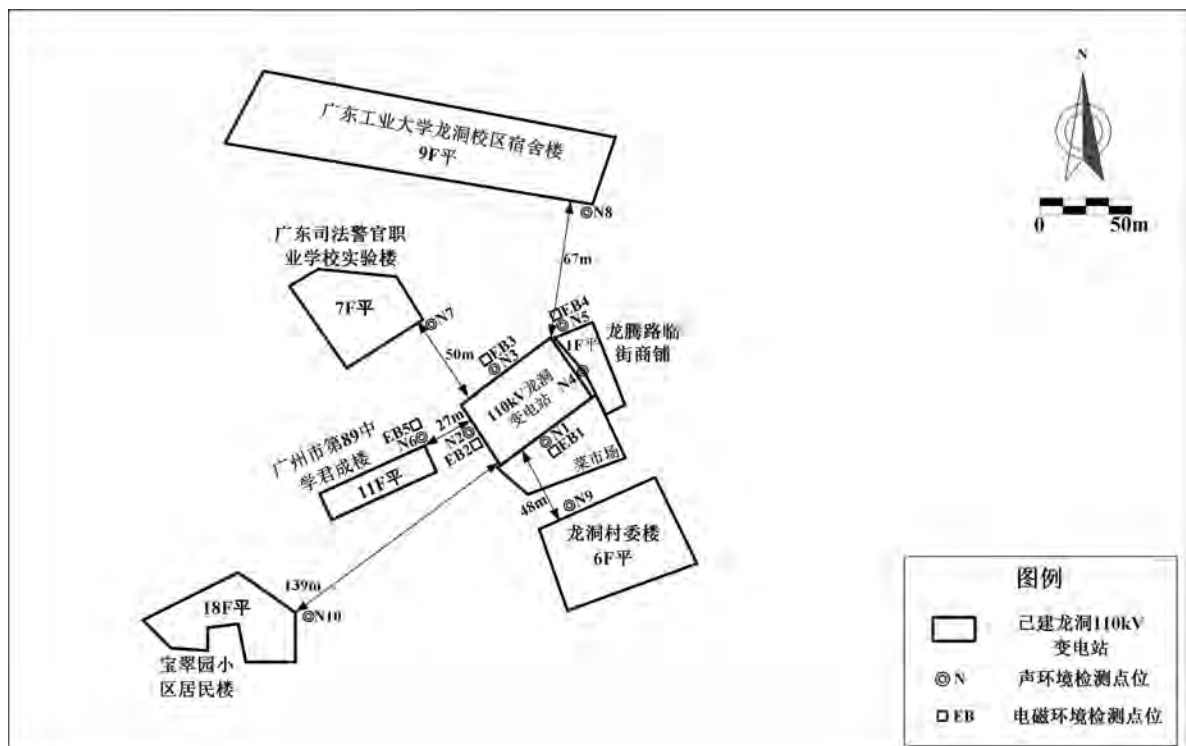 N
0 50m
广东工业大学龙洞校区宿舍楼
9F平
N8
67m
广东司法警官职
业学校实验楼
7F平
N7
50m
EB4
N5
EB3
N3
1F平
龙腾路临
街商铺
N4
110kV龙洞
变电站
27m
EB5
N6
N2
EB2
N1
EB1
菜市场
广州市第89中
学君成楼
11F平
48m
N9
龙洞村委楼
6F平
139m
18F平
N10
宝翠园小
区居民楼
图例
已建龙洞110kV
变电站
N 声环境检测点位
EB 电磁环境检测点位